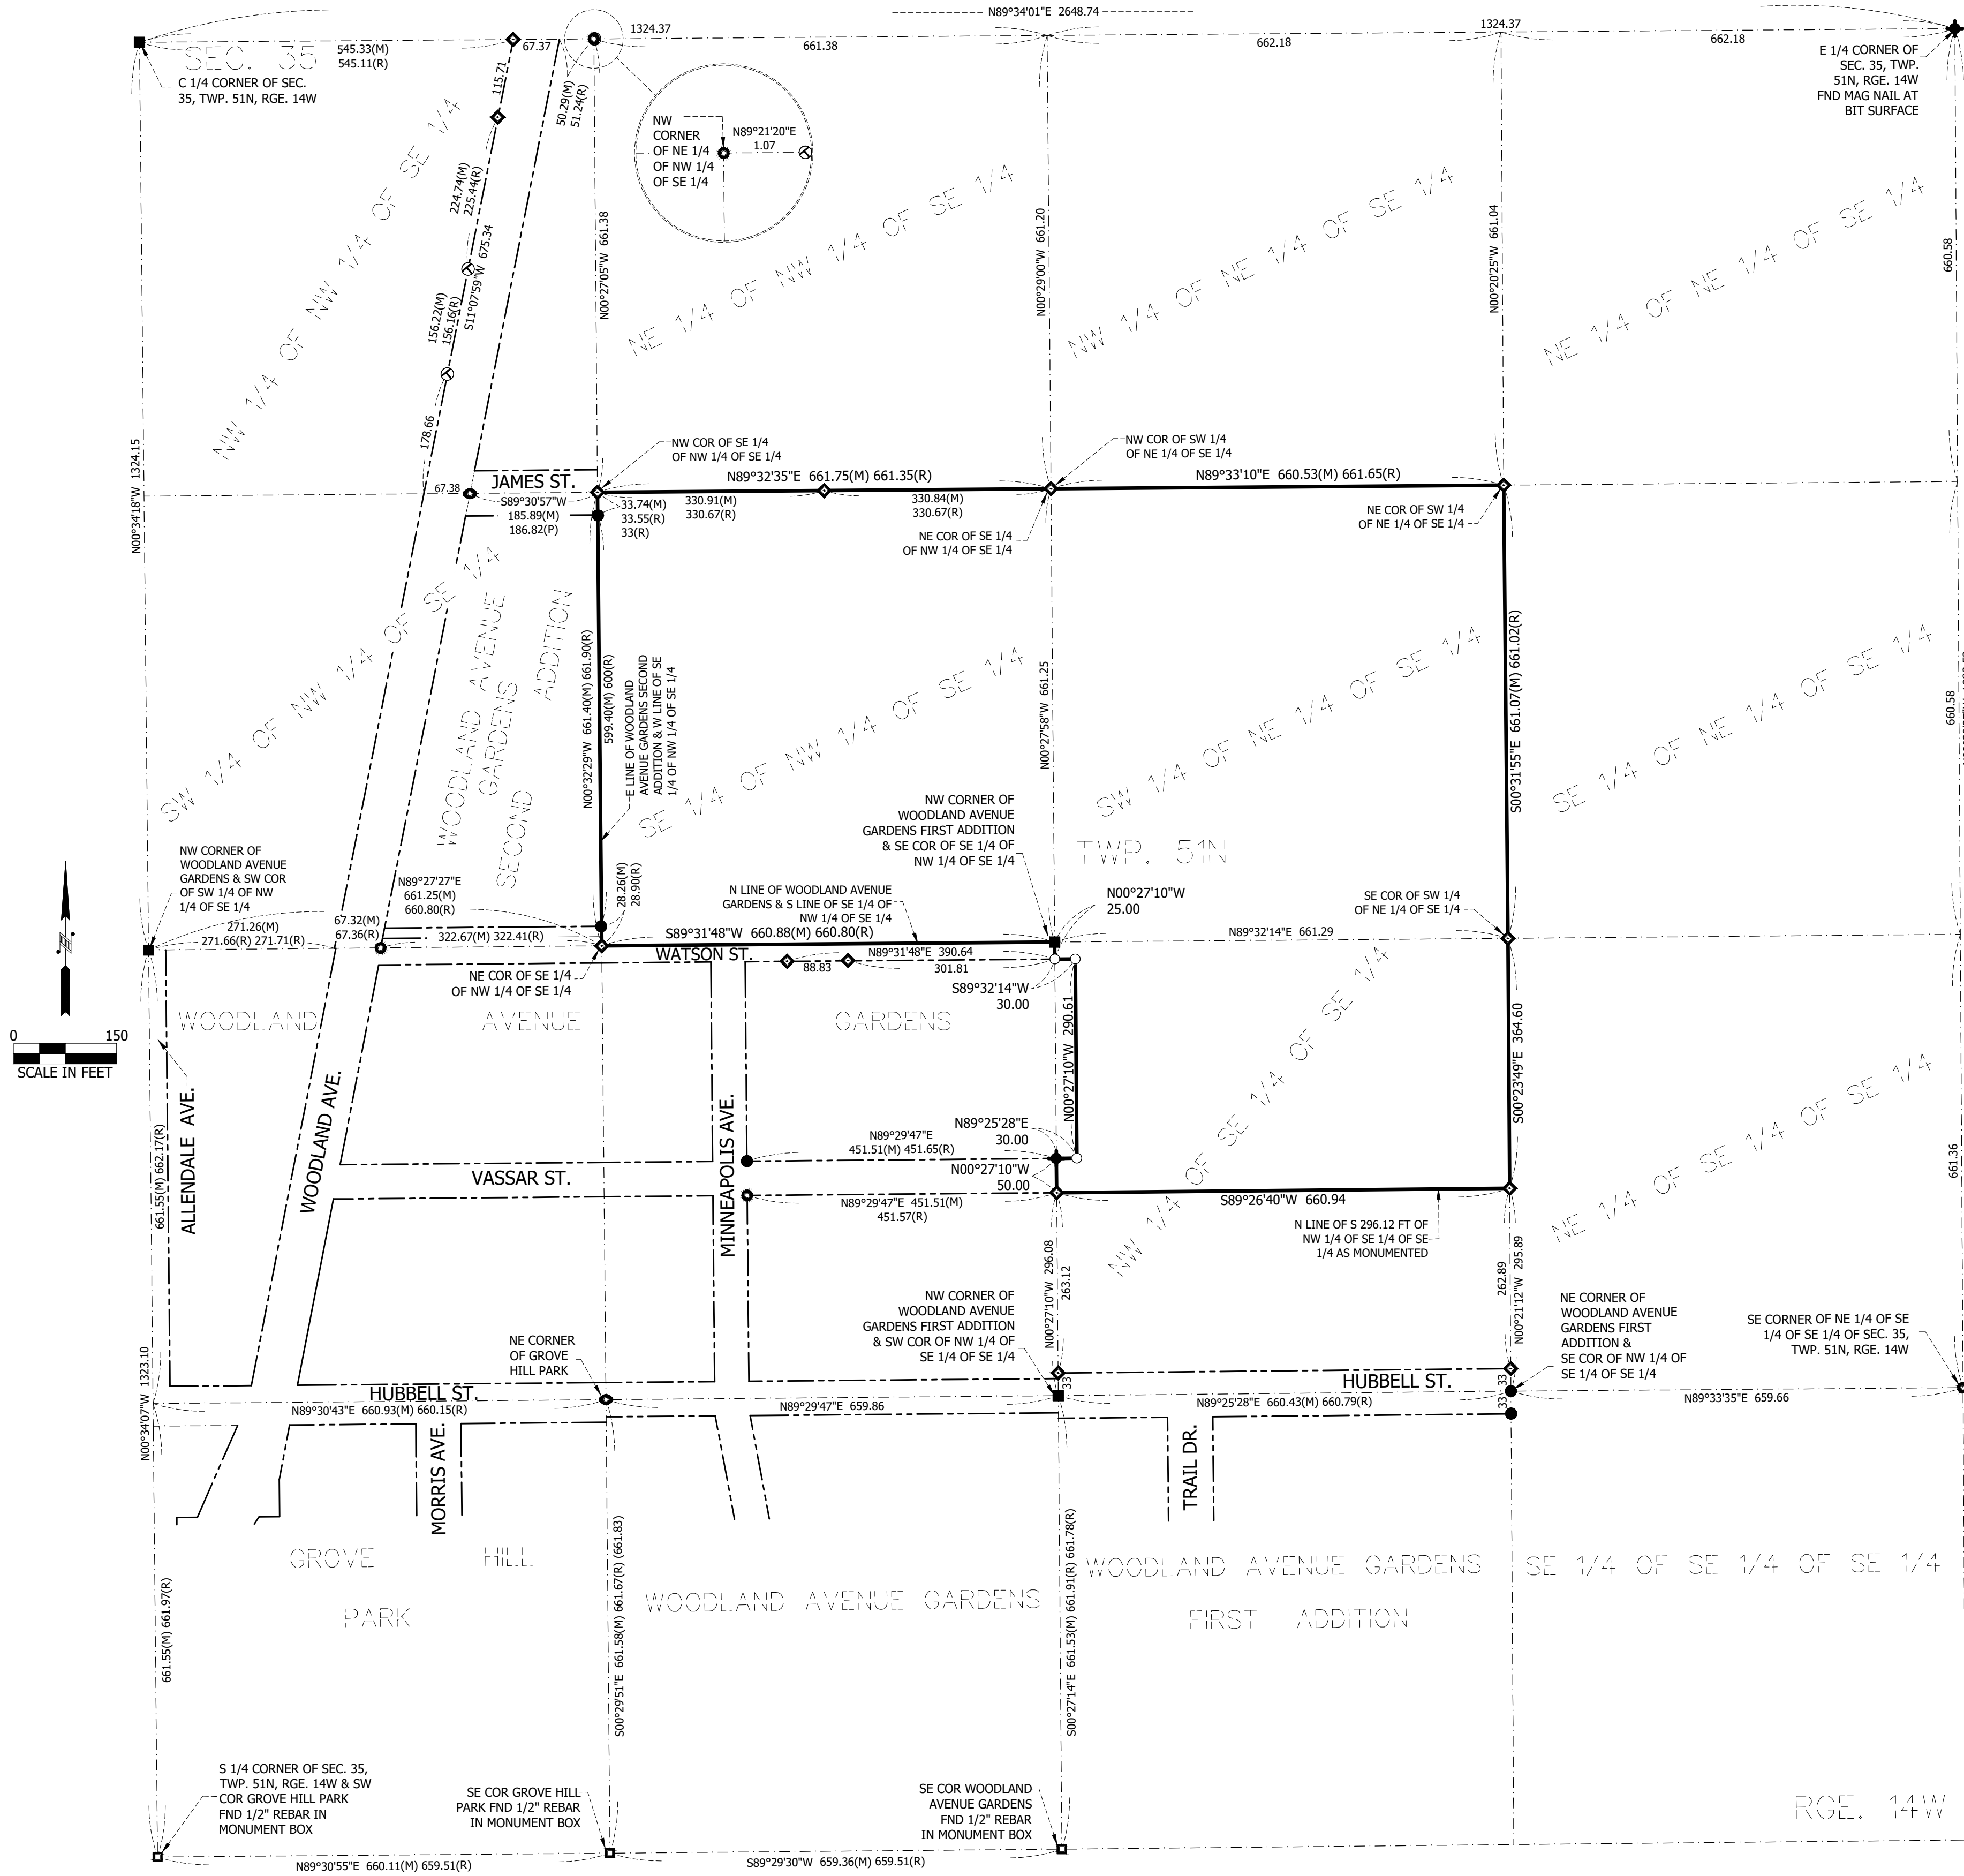 N89°34'01"E 2648.74
1324.37
1324.37
545.33(M)
545.11(R)
67.37
661.38
662.18
662.18
SEC. 35
C 1/4 CORNER OF SEC.
35, TWP. 51N, RGE. 14W
115.71
50.29(M)
51.24(R)
E 1/4 CORNER OF
SEC. 35, TWP.
51N, RGE. 14W
FND MAG NAIL AT
BIT SURFACE
NW
CORNER
OF NE 1/4
OF NW 1/4
OF SE 1/4
N89°21'20"E
1.07
224.74(M)
225.44(R)
S11°07'59"W 675.34
156.22(M)
156.16(R)
178.66
NW 1/4 OF NW 1/4 OF SE 1/4
N00°27'05"W 661.38
NE 1/4 OF NW 1/4 OF SE 1/4
N00°29'00"W 661.20
NW 1/4 OF NE 1/4 OF SE 1/4
N00°20'25"W 661.04
NE 1/4 OF NE 1/4 OF SE 1/4
660.58
N00°34'18"W 1324.15
NW COR OF SE 1/4
OF NW 1/4 OF SE 1/4
NW COR OF SW 1/4
OF NE 1/4 OF SE 1/4
N89°32'35"E 661.75(M) 661.35(R)
N89°33'10"E 660.53(M) 661.65(R)
67.38
JAMES ST.
S89°30'57"W
185.89(M)
186.82(P)
33.74(M)
33.55(R)
33(R)
330.91(M)
330.67(R)
330.84(M)
330.67(R)
NE COR OF SE 1/4
OF NW 1/4 OF SE 1/4
NE COR OF SW 1/4
OF NE 1/4 OF SE 1/4
SW 1/4 OF NW 1/4 OF SE 1/4
WOODLAND AVENUE
GARDENS
SECOND ADDITION
N00°32'29"W 661.40(M) 661.90(R)
599.40(M) 600(R)
E LINE OF WOODLAND
AVENUE GARDENS SECOND
ADDITION & W LINE OF SE
1/4 OF NW 1/4 OF SE 1/4
SE 1/4 OF NW 1/4 OF SE 1/4
N00°27'58"W 661.25
SW 1/4 OF NE 1/4 OF SE 1/4
S00°31'55"E 661.07(M) 661.02(R)
SE 1/4 OF NE 1/4 OF SE 1/4
660.58
NW CORNER OF
WOODLAND AVENUE
GARDENS FIRST ADDITION
& SE COR OF SE 1/4 OF
NW 1/4 OF SE 1/4
TWP. 51N
NW CORNER OF
WOODLAND AVENUE
GARDENS & SW COR
OF SW 1/4 OF NW
1/4 OF SE 1/4
N89°27'27"E
661.25(M)
660.80(R)
28.26(M)
28.90(R)
N LINE OF WOODLAND AVENUE
GARDENS & S LINE OF SE 1/4 OF
NW 1/4 OF SE 1/4
N00°27'10"W
25.00
SE COR OF SW 1/4
OF NE 1/4 OF SE 1/4
271.26(M)
271.66(R) 271.71(R)
67.32(M)
67.36(R)
322.67(M) 322.41(R)
S89°31'48"W 660.88(M) 660.80(R)
N89°32'14"E 661.29
WATSON ST.
N89°31'48"E 390.64
88.83
301.81
NE COR OF SE 1/4
OF NW 1/4 OF SE 1/4
S89°32'14"W
30.00
0 150
SCALE IN FEET
WOODLAND AVENUE GARDENS
N00°27'10"W 290.61
NW 1/4 OF SE 1/4 OF SE 1/4
S00°23'49"E 364.60
NE 1/4 OF SE 1/4 OF SE 1/4
661.55(M) 662.17(R)
ALLENDALE AVE.
WOODLAND AVE.
MINNEAPOLIS AVE.
N89°25'28"E
30.00
N89°29'47"E
451.51(M) 451.65(R)
VASSAR ST.
N00°27'10"W
50.00
N89°29'47"E 451.51(M)
451.57(R)
S89°26'40"W 660.94
N LINE OF S 296.12 FT OF
NW 1/4 OF SE 1/4 OF SE
1/4 AS MONUMENTED
661.36
N00°27'10"W 296.08
263.12
262.89
N00°21'12"W 295.89
NW CORNER OF
WOODLAND AVENUE
GARDENS FIRST ADDITION
& SW COR OF NW 1/4 OF
SE 1/4 OF SE 1/4
NE CORNER OF
WOODLAND AVENUE
GARDENS FIRST
ADDITION &
SE COR OF NW 1/4 OF
SE 1/4 OF SE 1/4
SE CORNER OF NE 1/4 OF SE
1/4 OF SE 1/4 OF SEC. 35,
TWP. 51N, RGE. 14W
NE CORNER
OF GROVE
HILL PARK
N00°34'07"W 1323.10
HUBBELL ST.
33
HUBBELL ST.
33
33
N89°30'43"E 660.93(M) 660.15(R)
N89°29'47"E 659.86
N89°25'28"E 660.43(M) 660.79(R)
N89°33'35"E 659.66
MORRIS AVE.
TRAIL DR.
GROVE HILL
PARK
661.55(M) 661.97(R)
S00°29'51"E 661.58(M) 661.67(R) (661.83)
WOODLAND AVENUE GARDENS
S00°27'14"E 661.53(M) 661.91(R) 661.78(R)
WOODLAND AVENUE GARDENS
FIRST ADDITION
SE 1/4 OF SE 1/4 OF SE 1/4
S 1/4 CORNER OF SEC. 35,
TWP. 51N, RGE. 14W & SW
COR GROVE HILL PARK
FND 1/2" REBAR IN
MONUMENT BOX
SE COR GROVE HILL
PARK FND 1/2" REBAR
IN MONUMENT BOX
SE COR WOODLAND
AVENUE GARDENS
FND 1/2" REBAR
IN MONUMENT BOX
RGE. 14W
N89°30'55"E 660.11(M) 659.51(R)
S89°29'30"W 659.36(M) 659.51(R)